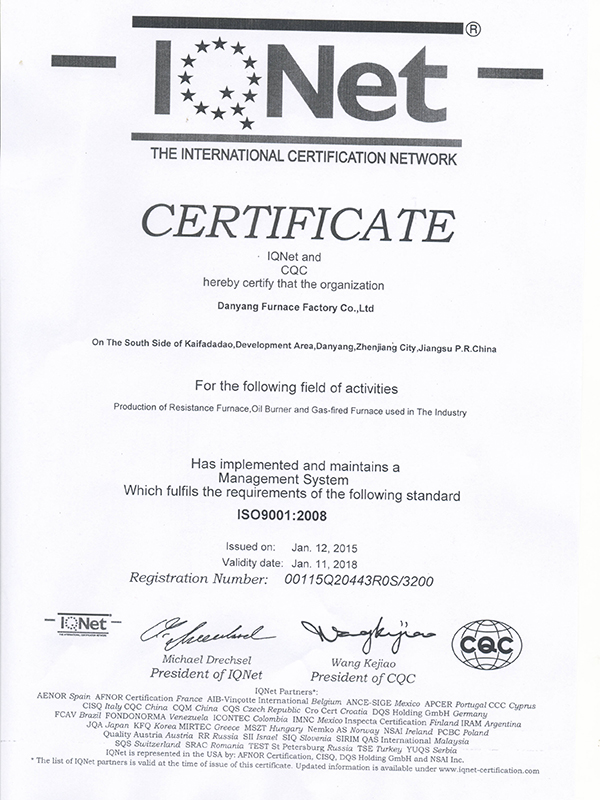 IQNet®
THE INTERNATIONAL CERTIFICATION NETWORK
CERTIFICATE
IQNet and
CQC
hereby certify that the organization
Danyang Furnace Factory Co.,Ltd
On The South Side of Kaifadadao,Development Area,Danyang,Zhenjiang City,Jiangsu P.R.China
For the following field of activities
Production of Resistance Furnace,Oil Burner and Gas-fired Furnace used in The Industry
Has implemented and maintains a
Management System
Which fulfils the requirements of the following standard
ISO9001:2008
Issued on: Jan. 12, 2015
Validity date: Jan. 11, 2018
Registration Number: 00115Q20443R0S/3200
IQNet
THE INTERNATIONAL CERTIFICATION NETWORK
Michael Drechsel
President of IQNet
Wang Kejiao
President of CQC
CQC
IQNet Partners*:
AENOR Spain AFNOR Certification France AIB-Vinçotte International Belgium ANCE-SIGE Mexico APCER Portugal CCC Cyprus
CISQ Italy CQC China CQM China CQS Czech Republic Cro Cert Croatia DQS Holding GmbH Germany
FCAV Brazil FONDONORMA Venezuela ICONTEC Colombia IMNC Mexico Inspecta Certification Finland IRAM Argentina
JQA Japan KFQ Korea MIRTEC Greece MSZT Hungary Nemko AS Norway NSAI Ireland PCBC Poland
Quality Austria Austria RR Russia SII Israel SIQ Slovenia SIRIM QAS International Malaysia
SQS Switzerland SRAC Romania TEST St Petersburg Russia TSE Turkey YUQS Serbia
IQNet is represented in the USA by: AFNOR Certification, CISQ, DQS Holding GmbH and NSAI Inc.
* The list of IQNet partners is valid at the time of issue of this certificate. Updated information is available under www.iqnet-certification.com